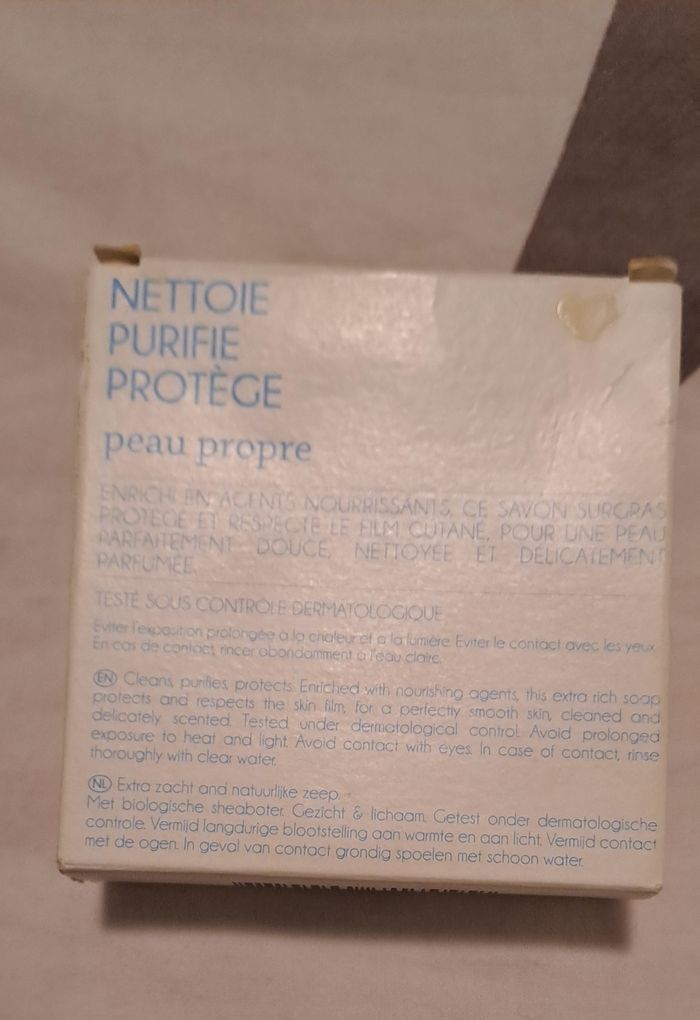 NETTOIE
PURIFIE
PROTÈGE
peau propre
ENRICHI EN AGENTS NOURRISSANTS, CE SAVON SURGRAS
PROTÈGE ET RESPECTE LE FILM CUTANÉ, POUR UNE PEAU
PARFAITEMENT DOUCE, NETTOYÉE ET DÉLICATEMENT
PARFUMÉE.
TESTÉ SOUS CONTRÔLE DERMATOLOGIQUE
Eviter l'exposition prolongée à la chaleur et à la lumière. Eviter le contact avec les yeux.
En cas de contact, rincer abondamment à l'eau claire.
EN Cleans, purifies, protects. Enriched with nourishing agents, this extra rich soap
protects and respects the skin film, for a perfectly smooth skin, cleaned and
delicately scented. Tested under dermatological control. Avoid prolonged
exposure to heat and light. Avoid contact with eyes. In case of contact, rinse
thoroughly with clear water.
NL Extra zacht and natuurlijke zeep.
Met biologische sheaboter. Gezicht & lichaam. Getest onder dermatologische
controle. Vermijd langdurige blootstelling aan warmte en aan licht. Vermijd contact
met de ogen. In geval van contact grondig spoelen met schoon water.